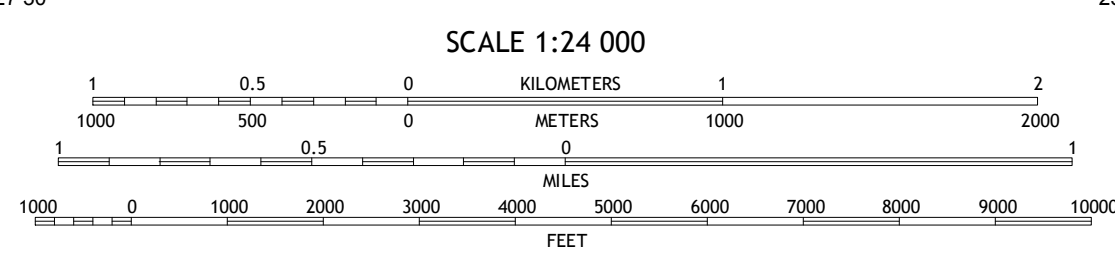 SCALE 1:24 000
1 0.5 0 KILOMETERS 1 2
1000 500 0 METERS 1000 2000
1 0.5 0 1
MILES
1000 0 1000 2000 3000 4000 5000 6000 7000 8000 9000 10000
FEET